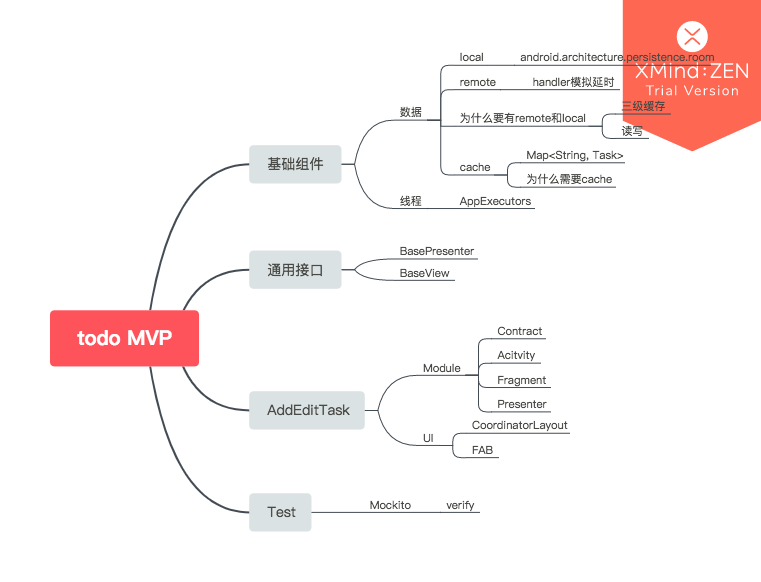 XMind:ZEN
Trial Version
todo MVP
基础组件
数据
local
android.architecture.persistence.room
remote
handler模拟延时
为什么要有remote和local
三级缓存
读写
cache
Map<String, Task>
为什么需要cache
线程
AppExecutors
通用接口
BasePresenter
BaseView
AddEditTask
Module
Contract
Acitvity
Fragment
Presenter
UI
CoordinatorLayout
FAB
Test
Mockito
verify